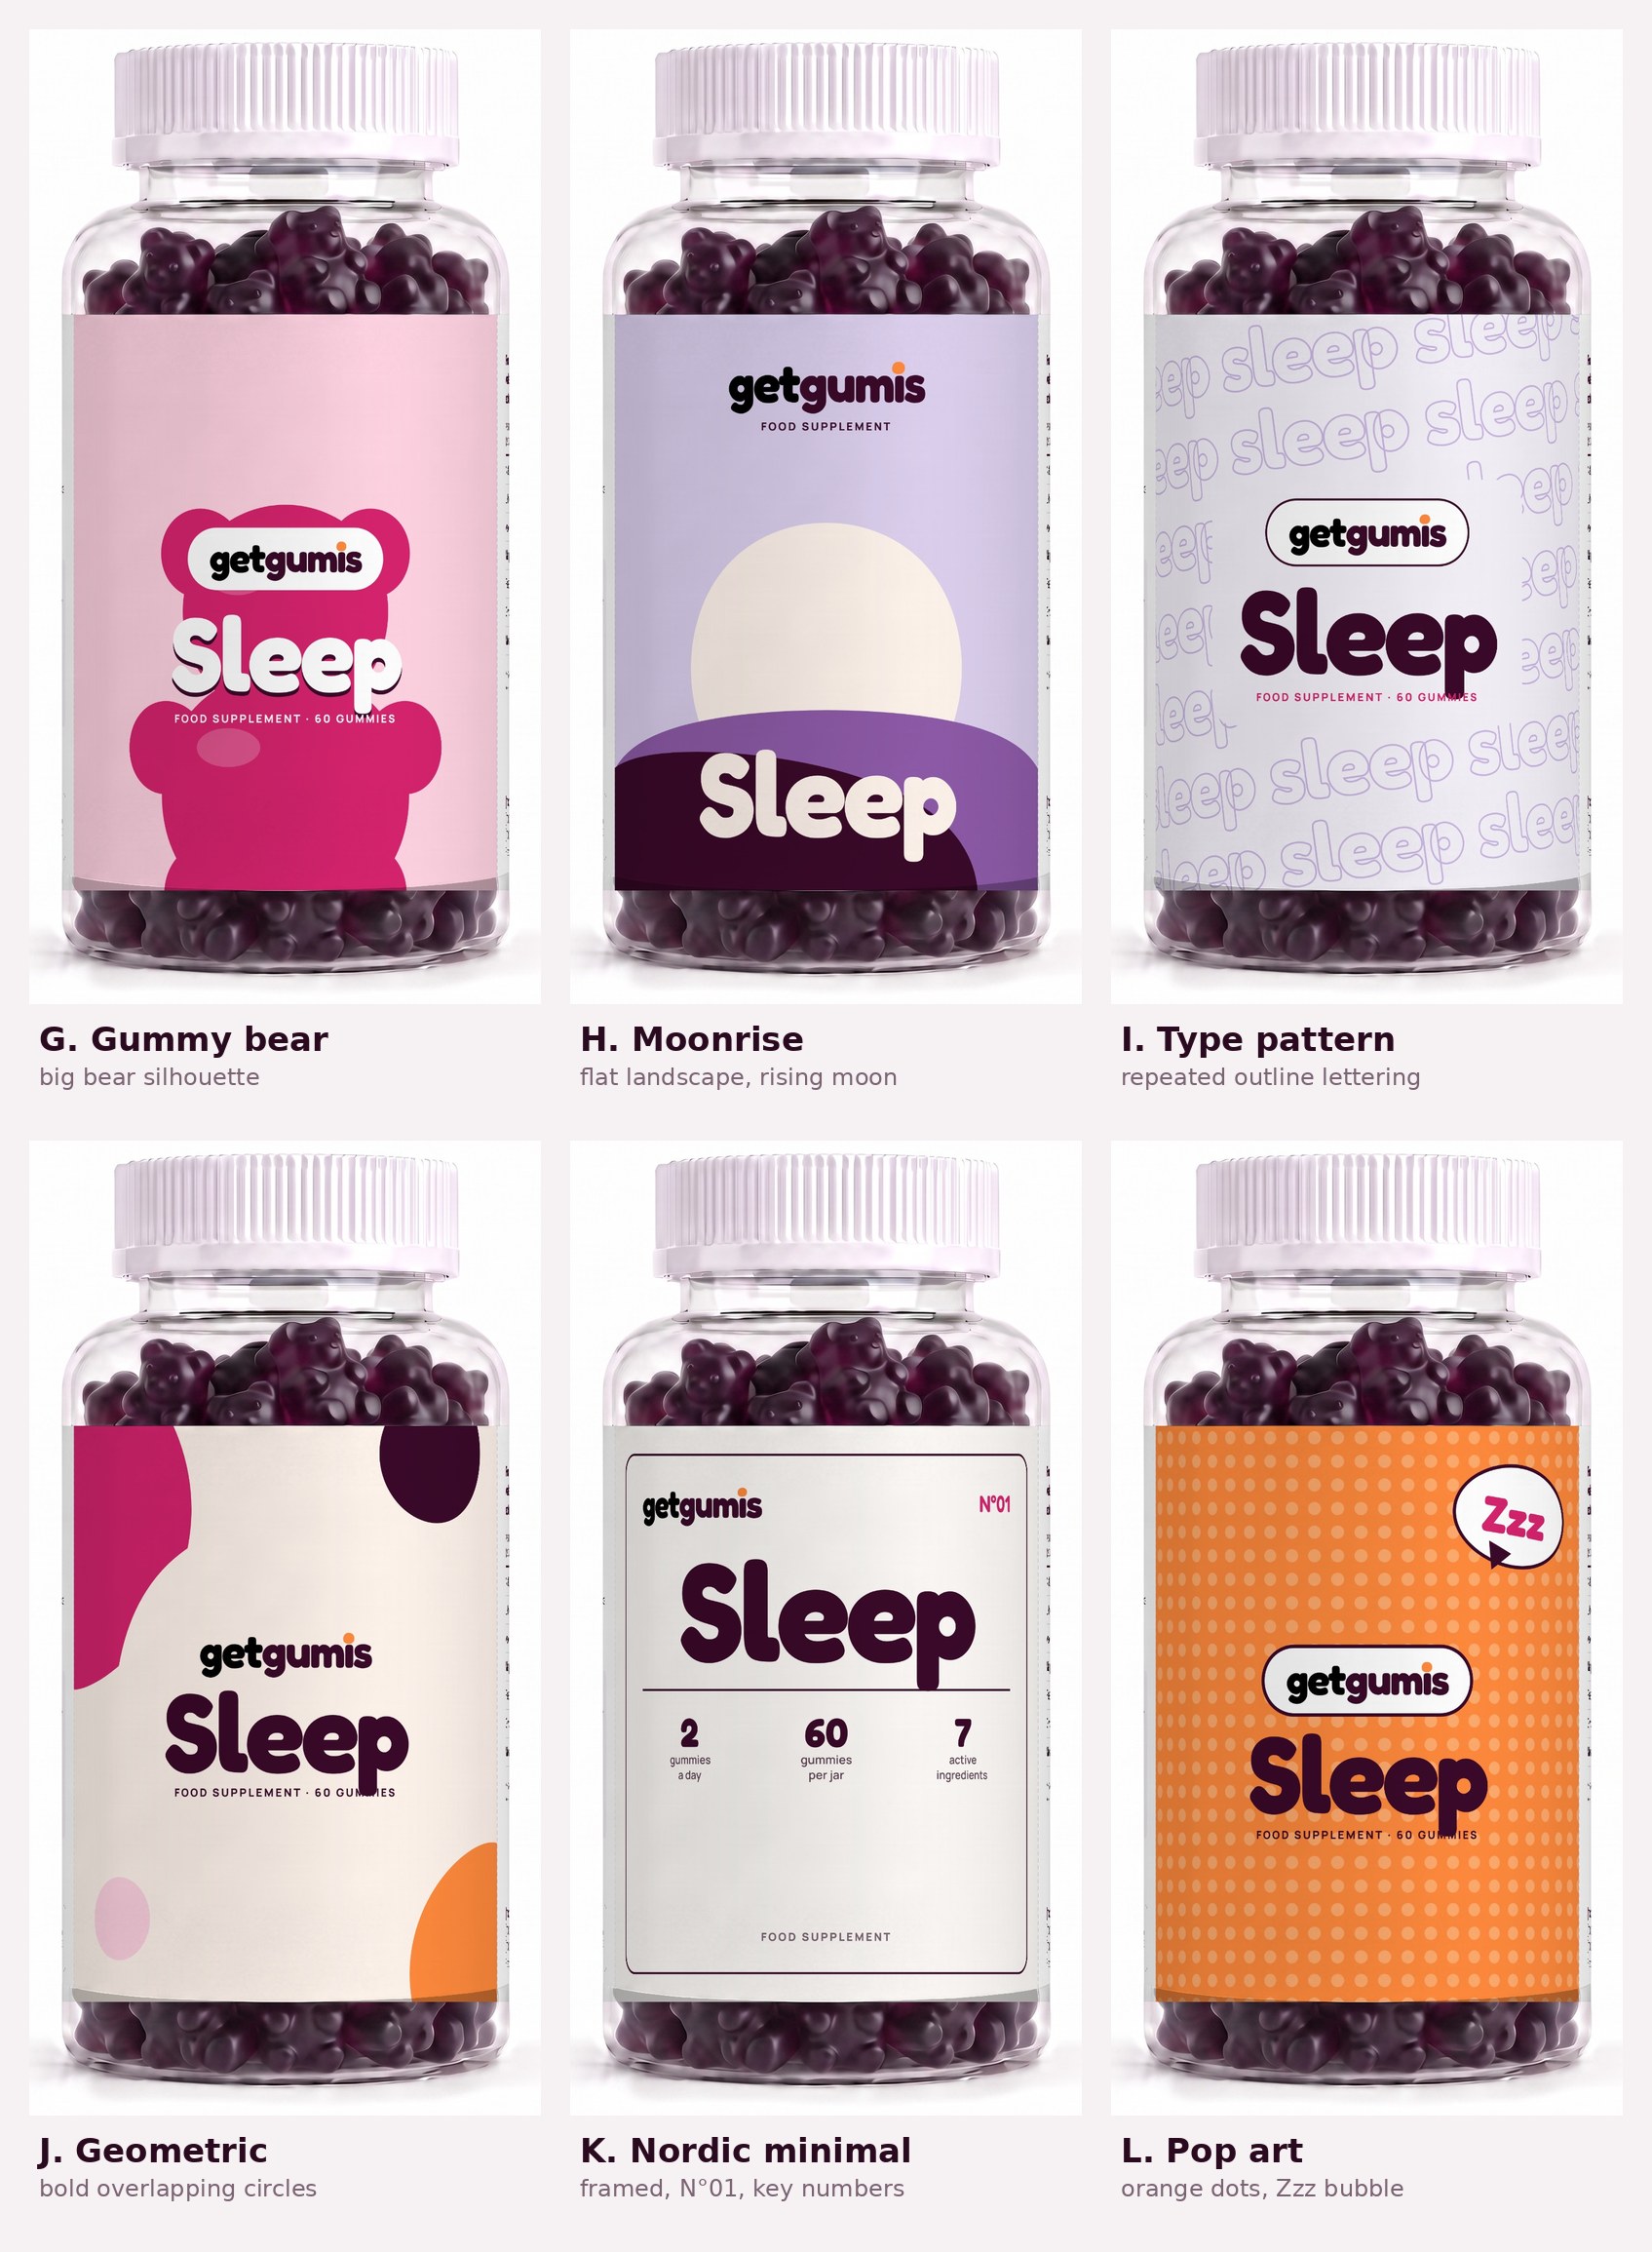 getgumis
Sleep
FOOD SUPPLEMENT · 60 GUMMIES
G. Gummy bear
big bear silhouette
getgumis
FOOD SUPPLEMENT
Sleep
H. Moonrise
flat landscape, rising moon
sleep sleep
sleep sleep
getgumis
Sleep
FOOD SUPPLEMENT · 60 GUMMIES
sleep sleep
sleep sleep
I. Type pattern
repeated outline lettering
getgumis
Sleep
FOOD SUPPLEMENT · 60 GUMMIES
J. Geometric
bold overlapping circles
getgumis N°01
Sleep
2 60 7
gummies gummies active
a day per jar ingredients
FOOD SUPPLEMENT
K. Nordic minimal
framed, N°01, key numbers
Zzz
getgumis
Sleep
FOOD SUPPLEMENT · 60 GUMMIES
L. Pop art
orange dots, Zzz bubble